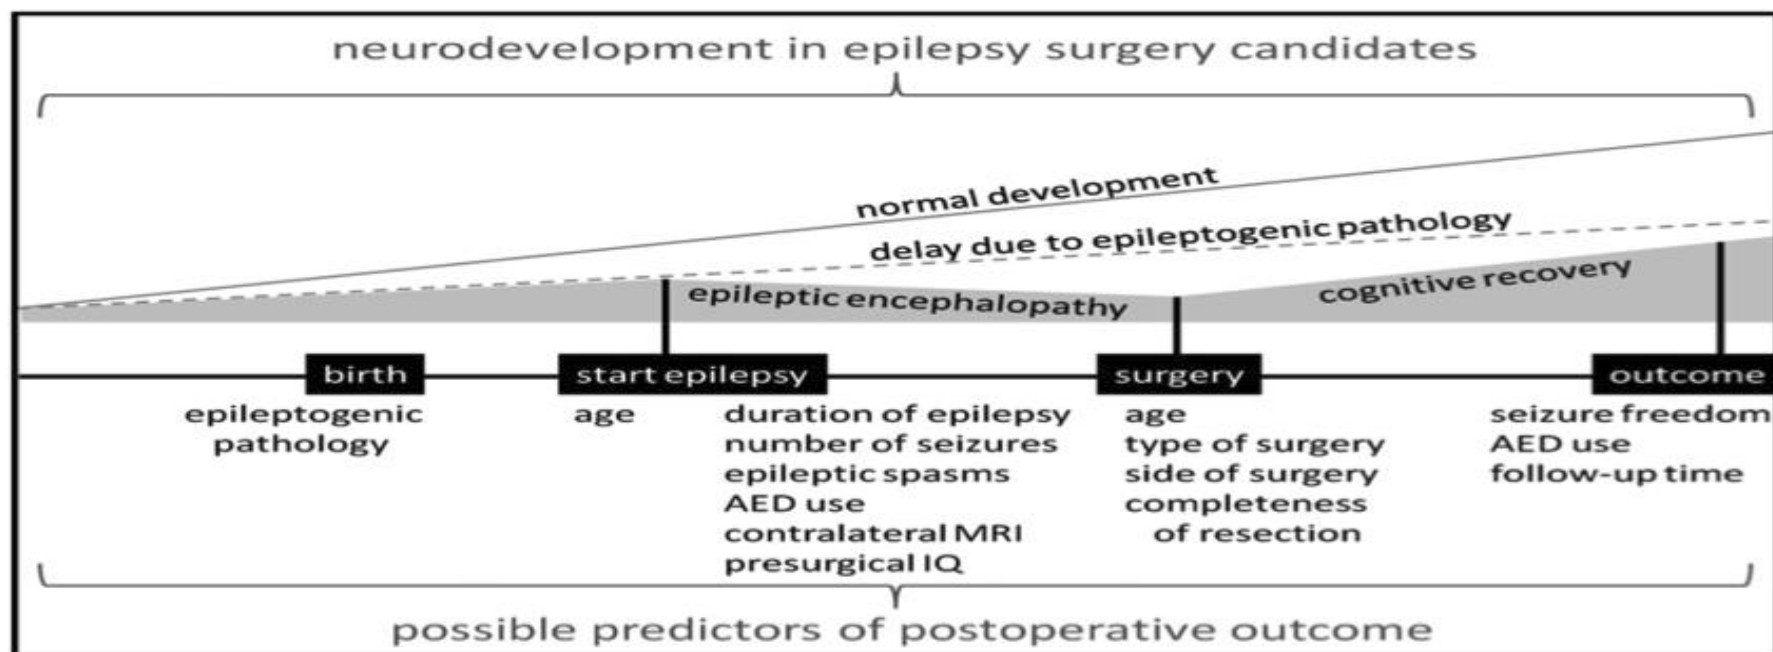 neurodevelopment in epilepsy surgery candidates
normal development
delay due to epileptogenic pathology
epileptic encephalopathy
cognitive recovery
birth
start epilepsy
surgery
outcome
epileptogenic
pathology
age
duration of epilepsy
number of seizures
epileptic spasms
AED use
contralateral MRI
presurgical IQ
age
type of surgery
side of surgery
completeness
of resection
seizure freedom
AED use
follow-up time
possible predictors of postoperative outcome